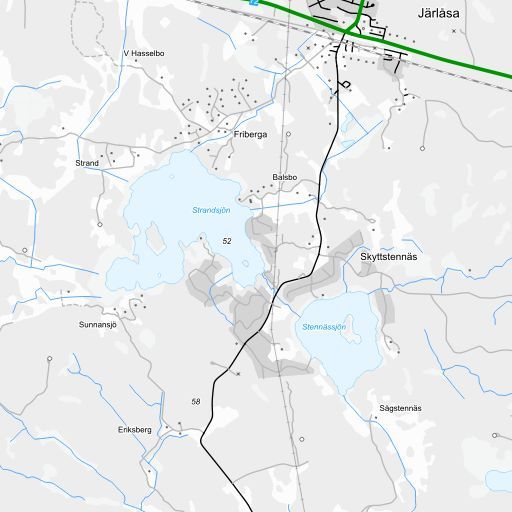 Järlåsa
V Hasselbo
Friberga
Strand
Balsbo
Strandsjön
52
Skyttstennäs
Sunnansjö
Stennässjön
58
Sågstennäs
Eriksberg